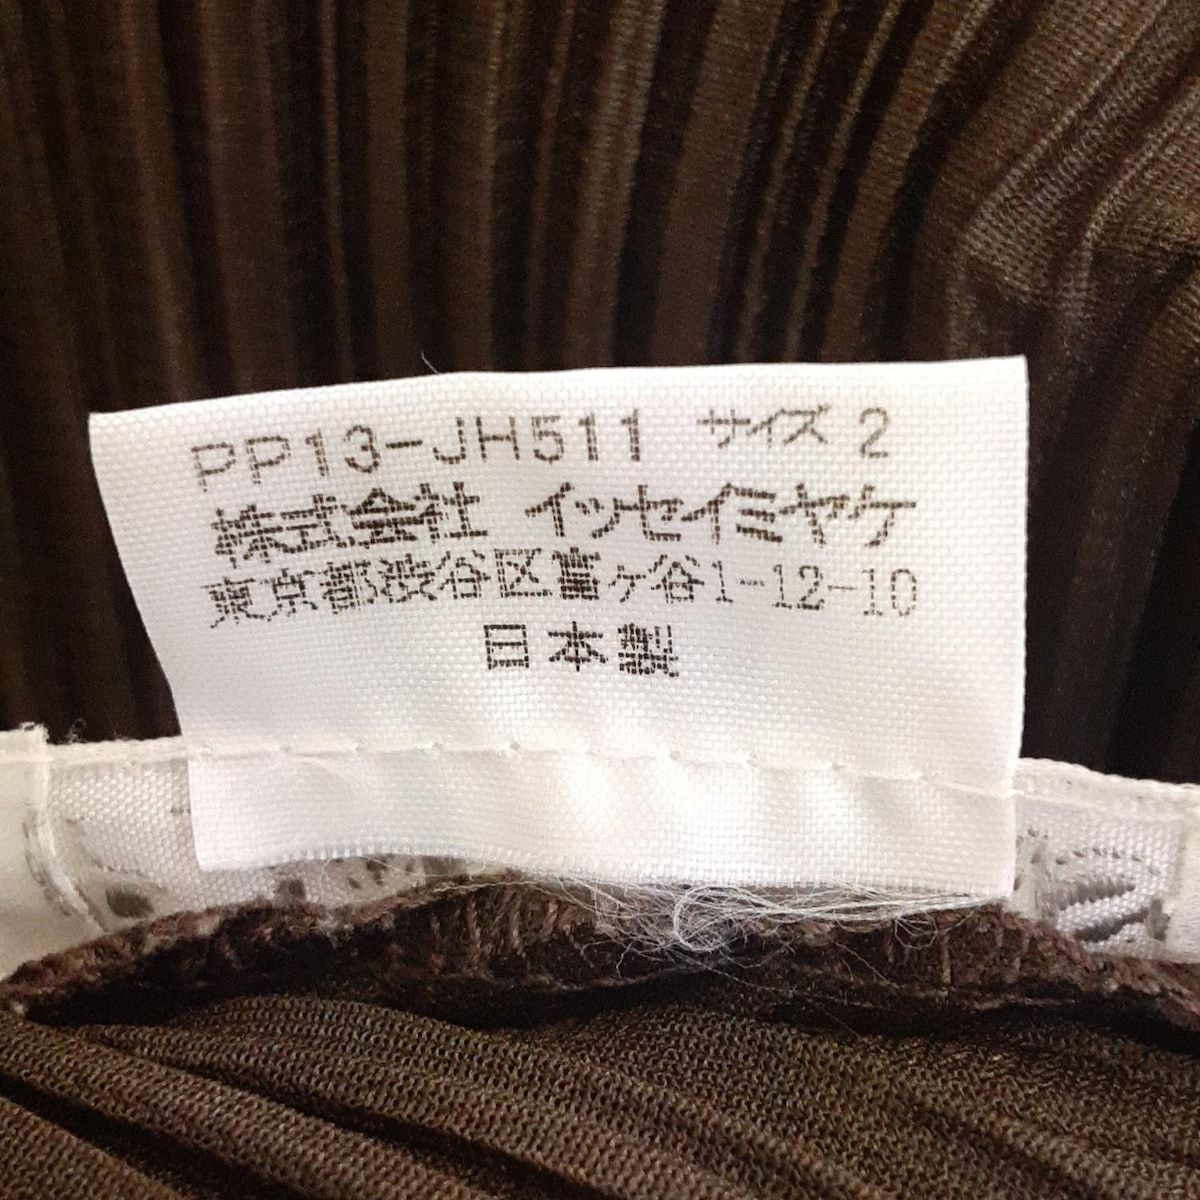 PP13-JH511 サイズ 2
株式会社 イッセイミヤケ
東京都渋谷区富ヶ谷1-12-10
日本製